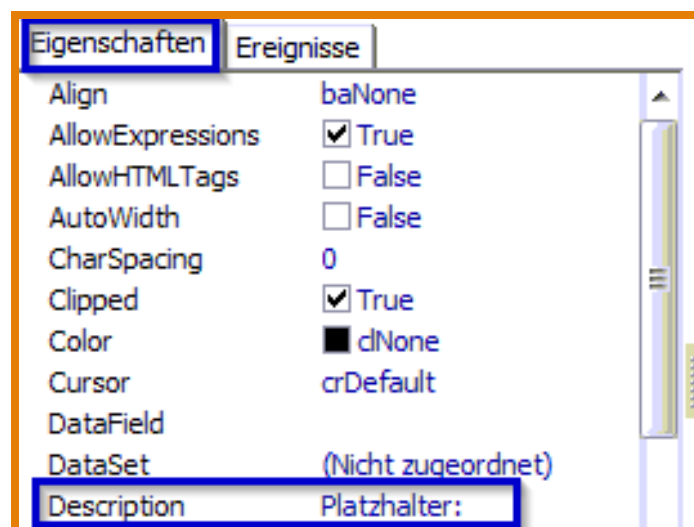 Eigenschaften Ereignisse
Align baNone
AllowExpressions True
AllowHTMLTags False
AutoWidth False
CharSpacing 0
Clipped True
Color clNone
Cursor crDefault
DataField
DataSet (Nicht zugeordnet)
Description Platzhalter: